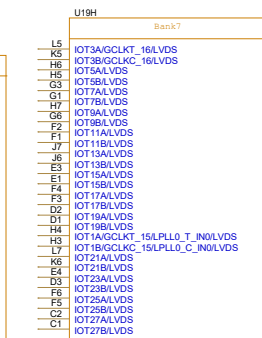 U19H
Bank7
L5 IOT3A/GCLKT_16/LVDS
K5 IOT3B/GCLKC_16/LVDS
H6 IOT5A/LVDS
H5 IOT5B/LVDS
G3 IOT7A/LVDS
G1 IOT7B/LVDS
H7 IOT9A/LVDS
G6 IOT9B/LVDS
F2 IOT11A/LVDS
F1 IOT11B/LVDS
J7 IOT13A/LVDS
J6 IOT13B/LVDS
E3 IOT15A/LVDS
E1 IOT15B/LVDS
F4 IOT17A/LVDS
F3 IOT17B/LVDS
D2 IOT19A/LVDS
D1 IOT19B/LVDS
H4 IOT1A/GCLKT_15/LPLL0_T_IN0/LVDS
H3 IOT1B/GCLKC_15/LPLL0_C_IN0/LVDS
L7 IOT21A/LVDS
K6 IOT21B/LVDS
E4 IOT23A/LVDS
D3 IOT23B/LVDS
F6 IOT25A/LVDS
F5 IOT25B/LVDS
C2 IOT27A/LVDS
C1 IOT27B/LVDS